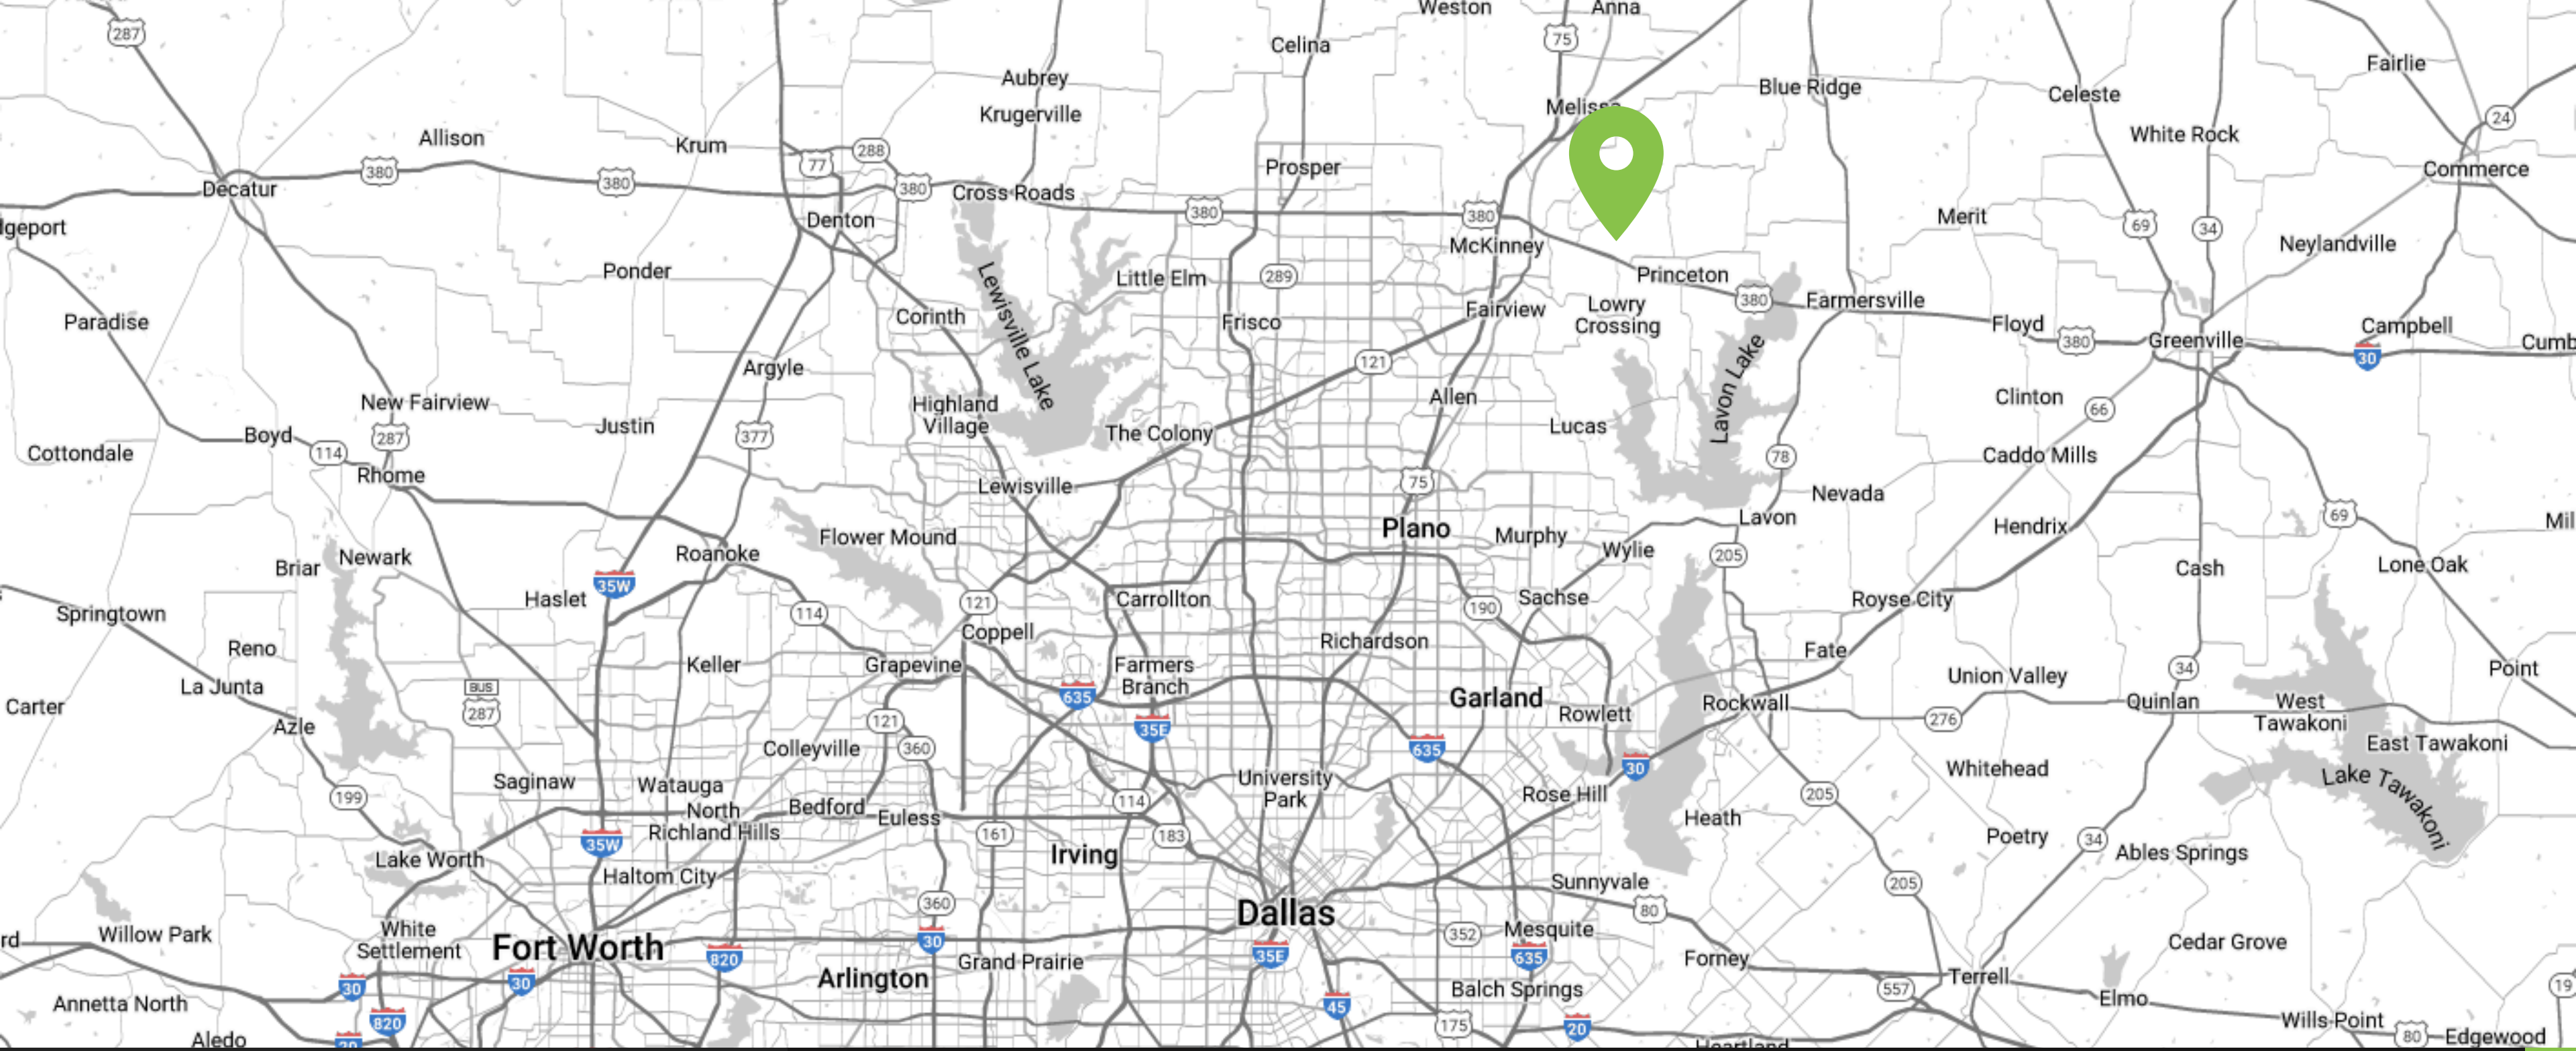 Weston
Anna
287
75
Celina
Fairlie
Aubrey
Blue Ridge
Celeste
Krugerville
Melissa
24
Allison
Krum
288
White Rock
77
Prosper
Commerce
380
380
380
Decatur
Cross Roads
380
380
Denton
Merit
69
34
dgeport
McKinney
Neylandville
Ponder
Little Elm
289
Princeton
380
Farmersville
Lewisville Lake
Corinth
Fairview
Lowry
Crossing
Paradise
Frisco
Floyd
380
Greenville
Campbell
30
Cumb
Argyle
121
Lavon Lake
New Fairview
Highland
Village
Allen
Clinton
66
Justin
Lucas
Boyd
287
377
The Colony
Cottondale
114
Rhome
78
Caddo Mills
Lewisville
75
Nevada
Lavon
69
Mil
Plano
Hendrix
Flower Mound
Murphy
Wylie
205
Roanoke
Newark
Briar
35W
Cash
Lone Oak
Haslet
121
Carrollton
190
Sachse
Royse City
Springtown
114
Coppell
Richardson
Reno
Keller
Grapevine
Farmers
Branch
Fate
34
Point
La Junta
BUS
287
635
Garland
Union Valley
Carter
Rowlett
Rockwall
Quinlan
West
Tawakoni
Azle
121
35E
276
Colleyville
360
635
East Tawakoni
30
Whitehead
Lake Tawakoni
Saginaw
Watauga
University
Park
Rose Hill
205
199
North
Richland Hills
Bedford
Euless
114
161
183
Heath
35W
Poetry
34
Ables Springs
Lake Worth
Irving
Haltom City
Sunnyvale
205
360
Dallas
80
White
Settlement
rd
Willow Park
Fort Worth
30
352
Mesquite
Cedar Grove
820
Grand Prairie
35E
635
Forney
Arlington
Terrell
30
30
Balch Springs
557
19
Annetta North
45
Elmo
820
175
20
Wills Point
Aledo
80
Edgewood